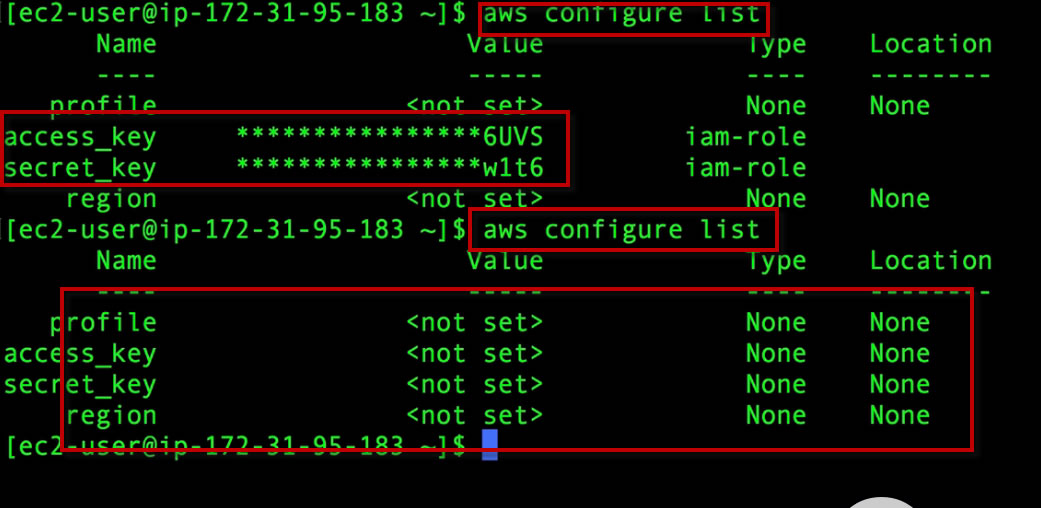 [ec2-user@ip-172-31-95-183 ~]$ aws configure list
Name Value Type Location
---- ----- ---- --------
profile <not set> None None
access_key ****************6UVS iam-role
secret_key ****************w1t6 iam-role
region <not set> None None
[ec2-user@ip-172-31-95-183 ~]$ aws configure list
Name Value Type Location
---- ----- ---- --------
profile <not set> None None
access_key <not set> None None
secret_key <not set> None None
region <not set> None None
[ec2-user@ip-172-31-95-183 ~]$